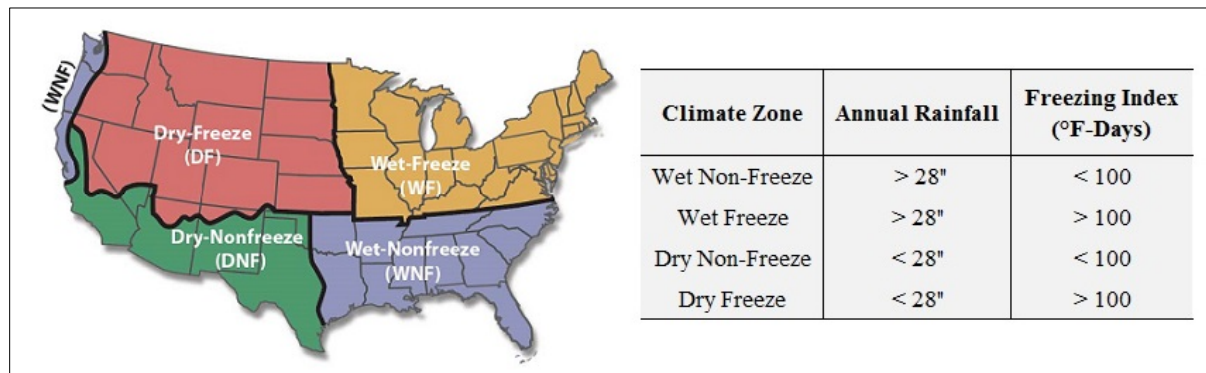 (WNF)
Dry-Freeze
(DF)
Wet-Freeze
(WF)
Dry-Nonfreeze
(DNF)
Wet-Nonfreeze
(WNF)
Climate Zone Annual Rainfall Freezing Index
(°F-Days)
Wet Non-Freeze > 28" < 100
Wet Freeze > 28" > 100
Dry Non-Freeze < 28" < 100
Dry Freeze < 28" > 100